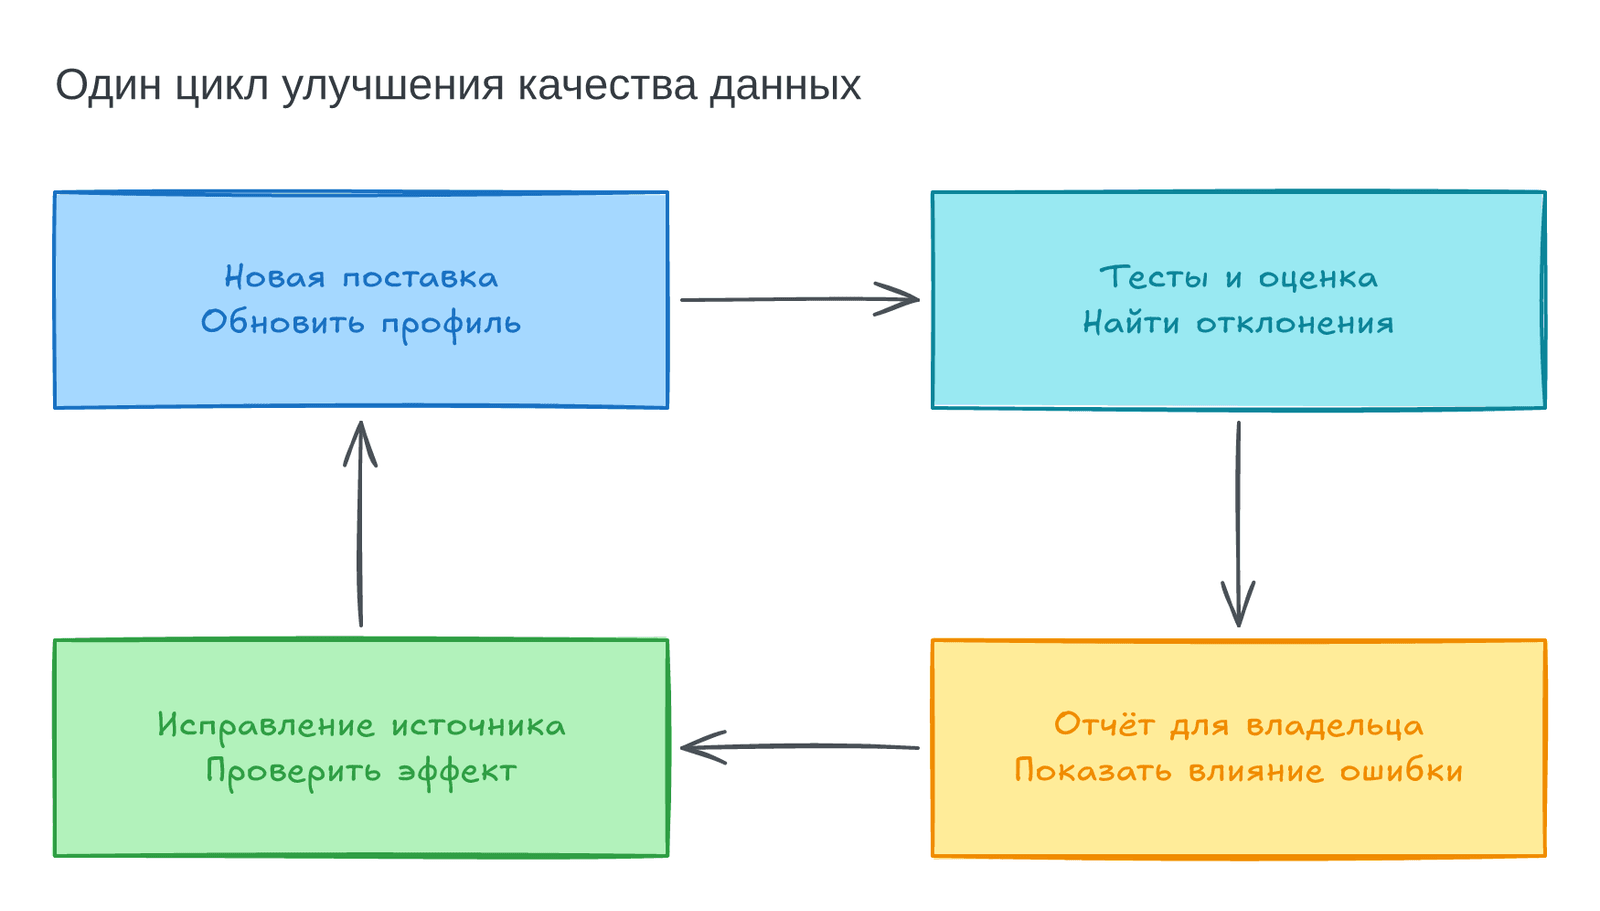 Один цикл улучшения качества данных
Новая поставка
Обновить профиль
Тесты и оценка
Найти отклонения
Исправление источника
Проверить эффект
Отчёт для владельца
Показать влияние ошибки